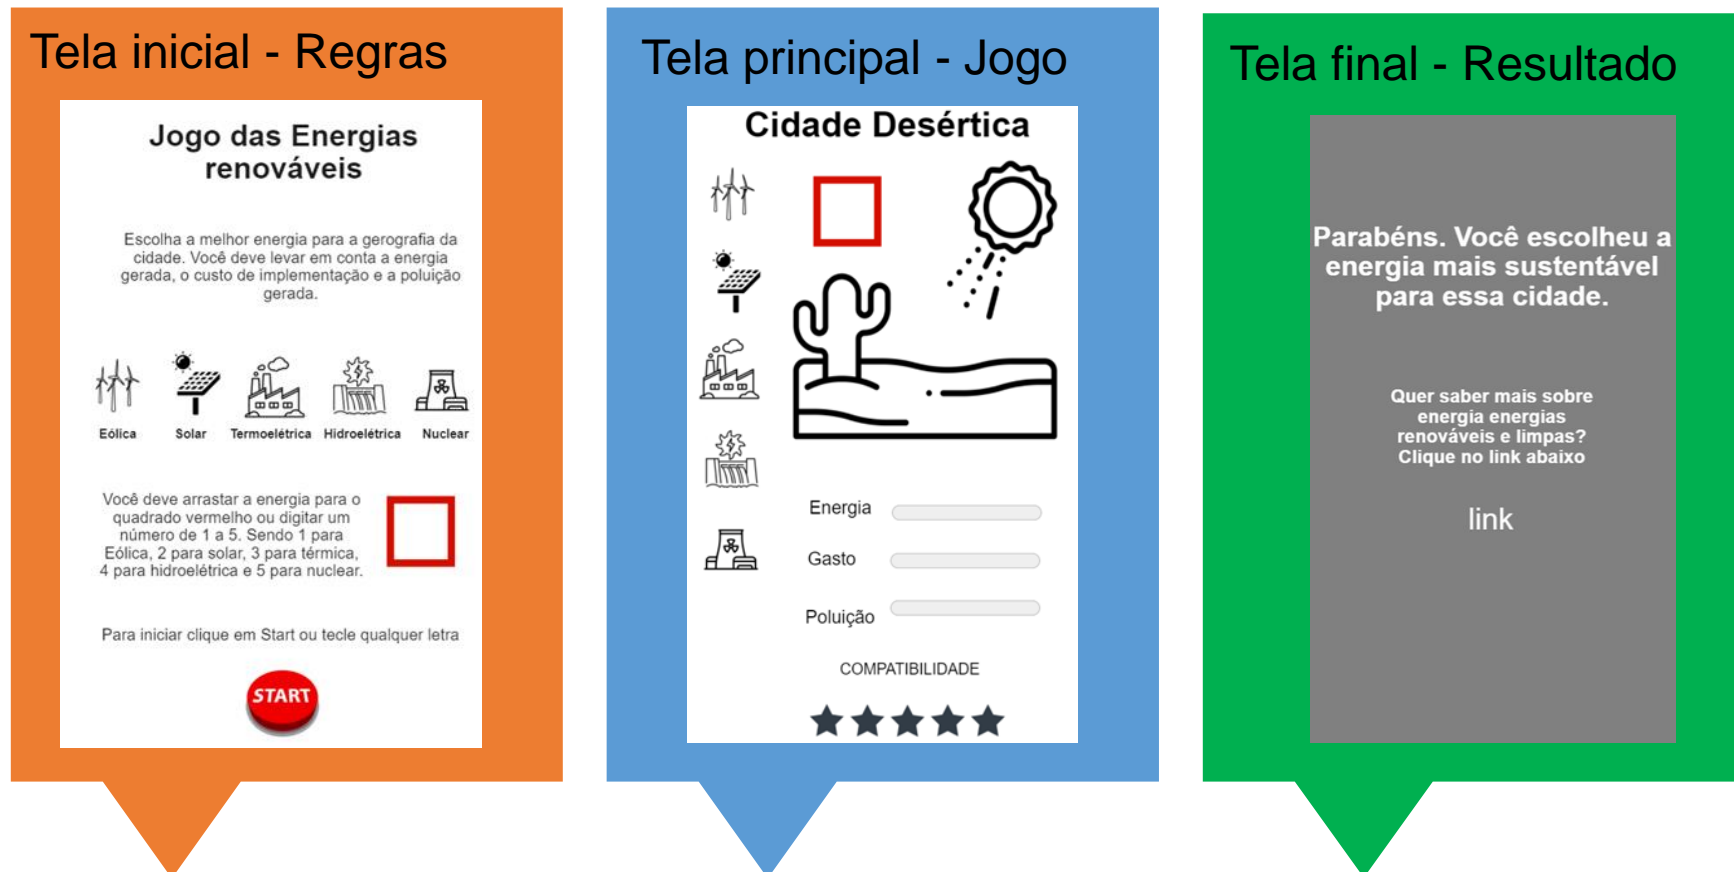 Tela inicial - Regras
Jogo das Energias
renováveis
Escolha a melhor energia para a gerografia da
cidade. Você deve levar em conta a energia
gerada, o custo de implementação e a poluição
gerada.
Eólica Solar Termoelétrica Hidroelétrica Nuclear
Você deve arrastar a energia para o
quadrado vermelho ou digitar um
número de 1 a 5. Sendo 1 para
Eólica, 2 para solar, 3 para térmica,
4 para hidroelétrica e 5 para nuclear.
Para iniciar clique em Start ou tecle qualquer letra
START
Tela principal - Jogo
Cidade Desértica
Energia
Gasto
Poluição
COMPATIBILIDADE
Tela final - Resultado
Parabéns. Você escolheu a
energia mais sustentável
para essa cidade.
Quer saber mais sobre
energia energias
renováveis e limpas?
Clique no link abaixo
link